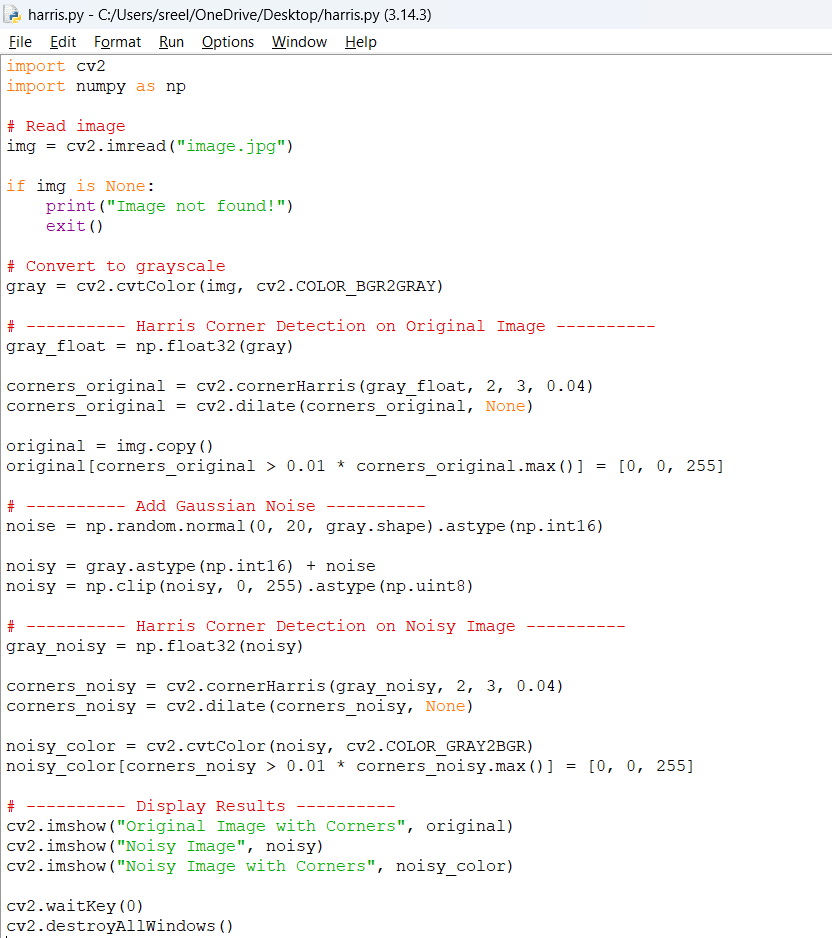 harris.py - C:/Users/sreel/OneDrive/Desktop/harris.py (3.14.3)
File Edit Format Run Options Window Help
import cv2
import numpy as np

# Read image
img = cv2.imread("image.jpg")

if img is None:
    print("Image not found!")
    exit()

# Convert to grayscale
gray = cv2.cvtColor(img, cv2.COLOR_BGR2GRAY)

# ---------- Harris Corner Detection on Original Image ----------
gray_float = np.float32(gray)

corners_original = cv2.cornerHarris(gray_float, 2, 3, 0.04)
corners_original = cv2.dilate(corners_original, None)

original = img.copy()
original[corners_original > 0.01 * corners_original.max()] = [0, 0, 255]

# ---------- Add Gaussian Noise ----------
noise = np.random.normal(0, 20, gray.shape).astype(np.int16)

noisy = gray.astype(np.int16) + noise
noisy = np.clip(noisy, 0, 255).astype(np.uint8)

# ---------- Harris Corner Detection on Noisy Image ----------
gray_noisy = np.float32(noisy)

corners_noisy = cv2.cornerHarris(gray_noisy, 2, 3, 0.04)
corners_noisy = cv2.dilate(corners_noisy, None)

noisy_color = cv2.cvtColor(noisy, cv2.COLOR_GRAY2BGR)
noisy_color[corners_noisy > 0.01 * corners_noisy.max()] = [0, 0, 255]

# ---------- Display Results ----------
cv2.imshow("Original Image with Corners", original)
cv2.imshow("Noisy Image", noisy)
cv2.imshow("Noisy Image with Corners", noisy_color)

cv2.waitKey(0)
cv2.destroyAllWindows()